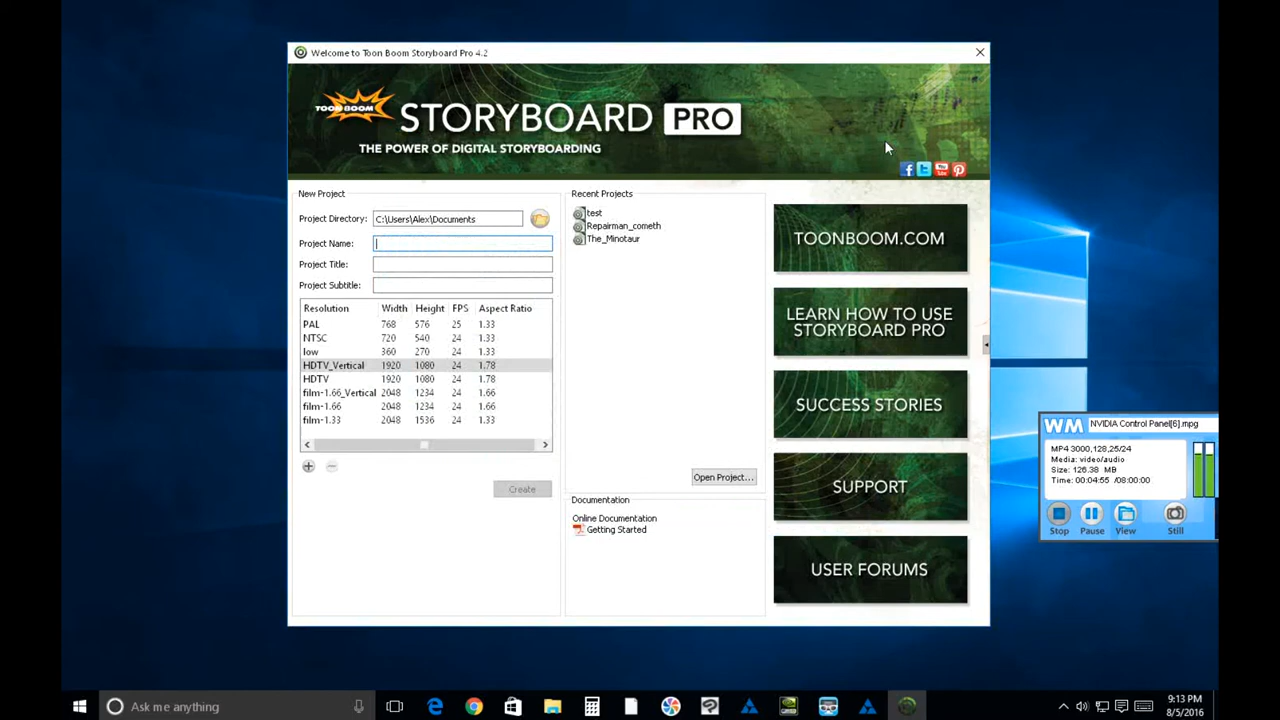 Welcome to Toon Boom Storyboard Pro 4.2
TOON BOOM
STORYBOARD PRO
THE POWER OF DIGITAL STORYBOARDING
You Tube
New Project
Project Directory: C:\Users\Alex\Documents
Project Name:
Project Title:
Project Subtitle:
Resolution Width Height FPS Aspect Ratio
PAL 768 576 25 1.33
NTSC 720 540 24 1.33
low 360 270 24 1.33
HDTV_Vertical 1920 1080 24 1.78
HDTV 1920 1080 24 1.78
film-1.66_Vertical 2048 1234 24 1.66
film-1.66 2048 1234 24 1.66
film-1.33 2048 1536 24 1.33
Create
Recent Projects
test
Repairman_cometh
The_Minotaur
Open Project...
Documentation
Online Documentation
Getting Started
TOONBOOM.COM
LEARN HOW TO USE
STORYBOARD PRO
SUCCESS STORIES
SUPPORT
USER FORUMS
WM NVIDIA Control Panel[6].mpg
MP4 3000,128,25/24
Media: video/audio
Size: 126.38 MB
Time: 00:04:55 /08:00:00
Stop Pause View Still
Ask me anything
9:13 PM
8/5/2016